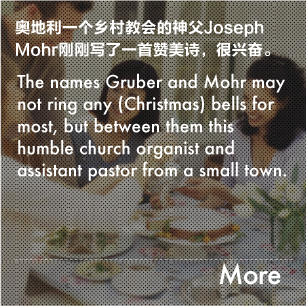 奥地利一个乡村教会的神父Joseph
Mohr刚刚写了一首赞美诗，很兴奋。
The names Gruber and Mohr may
not ring any (Christmas) bells for
most, but between them this
humble church organist and
assistant pastor from a small town.
More